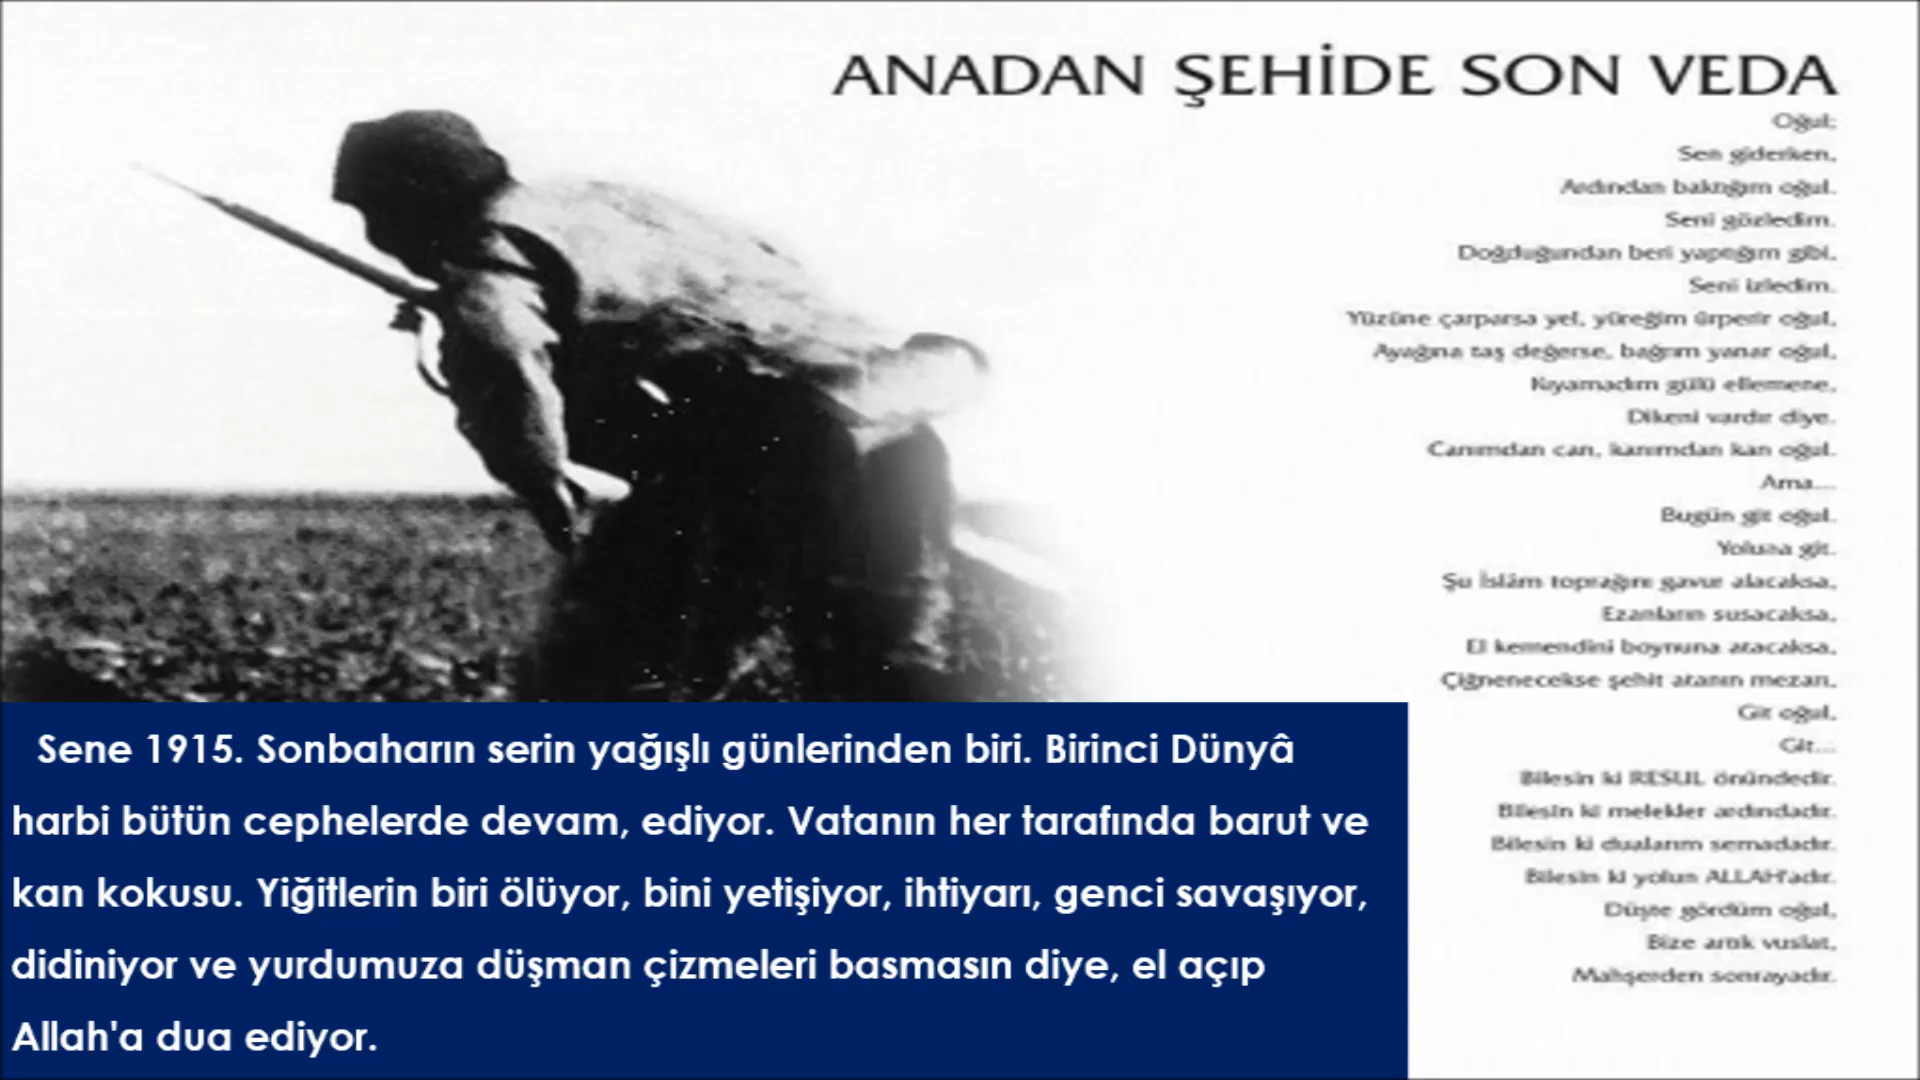 ANADAN ŞEHİDE SON VEDA
Oğul;
Sen giderken,
Ardından baktığım oğul.
Seni gözledim.
Doğduğundan beri yaptığım gibi,
Seni izledim.
Yüzüne çarparsa yel, yüreğim ürperir oğul,
Ayağına taş değerse, bağrım yanar oğul,
Kıyamadım gülü ellemene,
Dikeni vardır diye.
Canımdan can, kanımdan kan oğul.
Ama...
Bugün git oğul.
Yoluna git.
Şu İslâm toprağını gavur alacaksa,
Ezanların susacaksa,
El kemendini boynuna atacaksa,
Çiğnenecekse şehit atanın mezarı,
Git oğul,
Git...
Bilesin ki RESUL önündedir.
Bilesin ki melekler ardındadır.
Bilesin ki dualarım semadadır.
Bilesin ki yolun ALLAH'adır.
Düşte gördüm oğul,
Bize artık vuslat,
Mahşerden sonrayadır.
Sene 1915. Sonbaharın serin yağışlı günlerinden biri. Birinci Dünyâ
harbi bütün cephelerde devam, ediyor. Vatanın her tarafında barut ve
kan kokusu. Yiğitlerin biri ölüyor, bini yetişiyor, ihtiyarı, genci savaşıyor,
didiniyor ve yurdumuza düşman çizmeleri basmasın diye, el açıp
Allah'a dua ediyor.